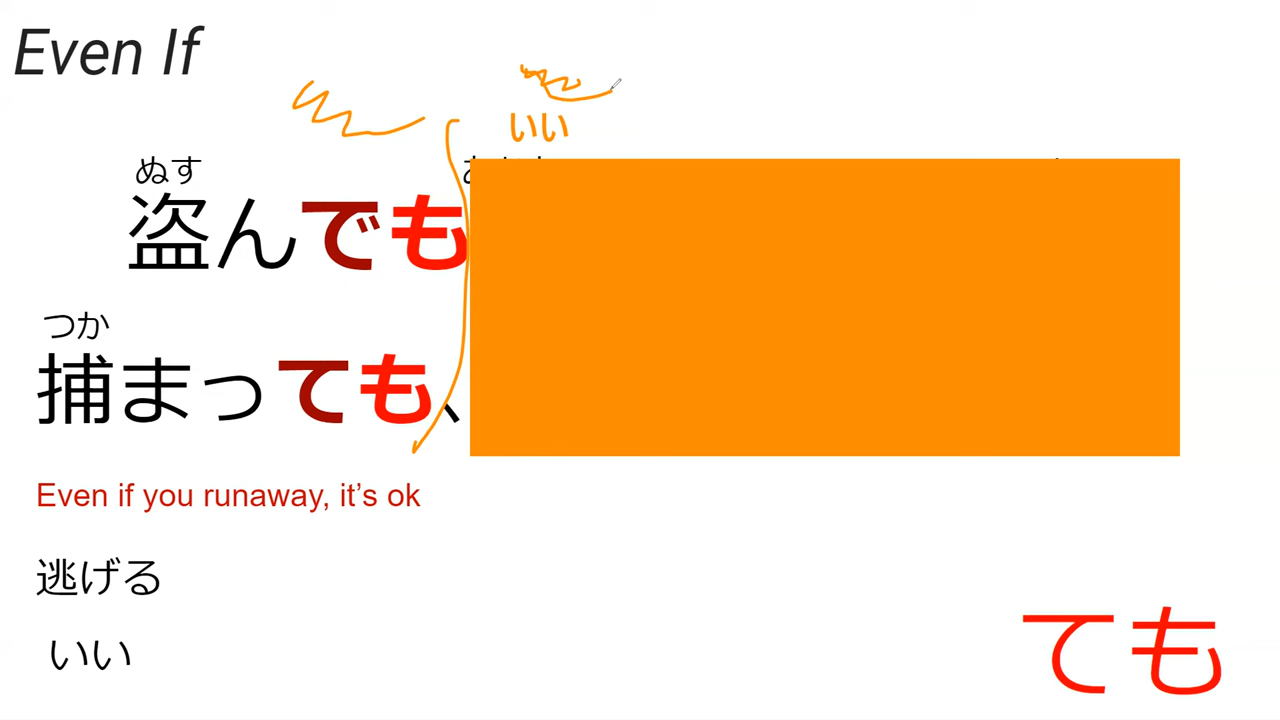 Even If
いい
ぬす
盗んでも
つか
捕まっても、
Even if you runaway, it's ok
逃げる
いい
ても